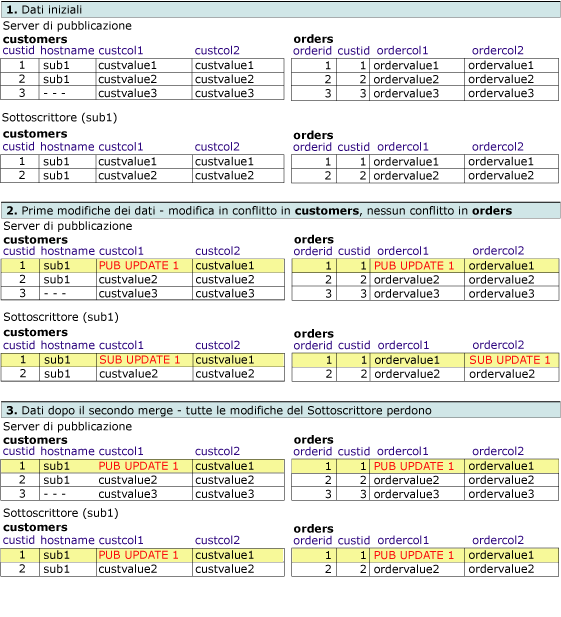 1. Dati iniziali
Server di pubblicazione
customers orders
custid hostname custcol1 custcol2 orderid custid ordercol1 ordercol2
1 sub1 custvalue1 custvalue1 1 1 ordervalue1 ordervalue1
2 sub1 custvalue2 custvalue2 2 2 ordervalue2 ordervalue2
3 - - - custvalue3 custvalue3 3 3 ordervalue3 ordervalue3
Sottoscrittore (sub1)
customers orders
custid hostname custcol1 custcol2 orderid custid ordercol1 ordercol2
1 sub1 custvalue1 custvalue1 1 1 ordervalue1 ordervalue1
2 sub1 custvalue2 custvalue2 2 2 ordervalue2 ordervalue2
2. Prime modifiche dei dati - modifica in conflitto in customers, nessun conflitto in orders
Server di pubblicazione
customers orders
custid hostname custcol1 custcol2 orderid custid ordercol1 ordercol2
1 sub1 PUB UPDATE 1 custvalue1 1 1 PUB UPDATE 1 ordervalue1
2 sub1 custvalue2 custvalue2 2 2 ordervalue2 ordervalue2
3 - - - custvalue3 custvalue3 3 3 ordervalue3 ordervalue3
Sottoscrittore (sub1)
customers orders
custid hostname custcol1 custcol2 orderid custid ordercol1 ordercol2
1 sub1 SUB UPDATE 1 custvalue1 1 1 ordervalue1 SUB UPDATE 1
2 sub1 custvalue2 custvalue2 2 2 ordervalue2 ordervalue2
3. Dati dopo il secondo merge - tutte le modifiche del Sottoscrittore perdono
Server di pubblicazione
customers orders
custid hostname custcol1 custcol2 orderid custid ordercol1 ordercol2
1 sub1 PUB UPDATE 1 custvalue1 1 1 PUB UPDATE 1 ordervalue1
2 sub1 custvalue2 custvalue2 2 2 ordervalue2 ordervalue2
3 - - - custvalue3 custvalue3 3 3 ordervalue3 ordervalue3
Sottoscrittore (sub1)
customers orders
custid hostname custcol1 custcol2 orderid custid ordercol1 ordercol2
1 sub1 PUB UPDATE 1 custvalue1 1 1 PUB UPDATE 1 ordervalue1
2 sub1 custvalue2 custvalue2 2 2 ordervalue2 ordervalue2